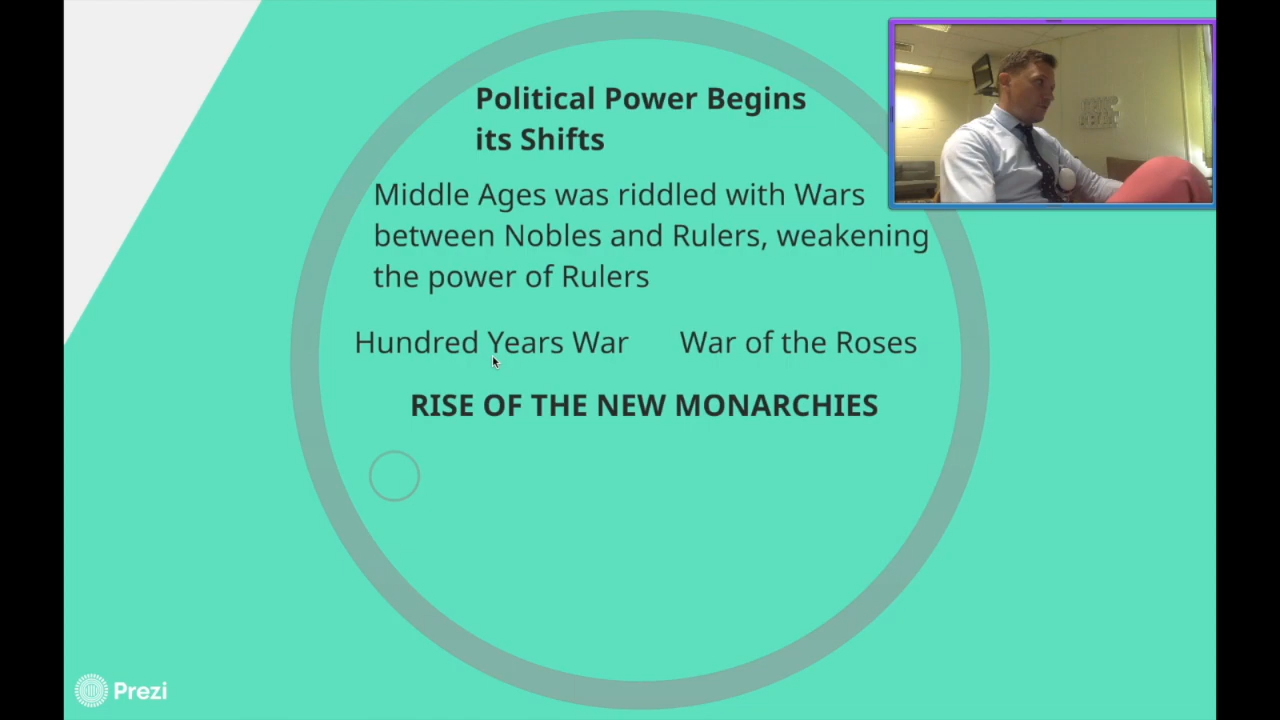 Political Power Begins
its Shifts
Middle Ages was riddled with Wars
between Nobles and Rulers, weakening
the power of Rulers
Hundred Years War
War of the Roses
RISE OF THE NEW MONARCHIES
Prezi